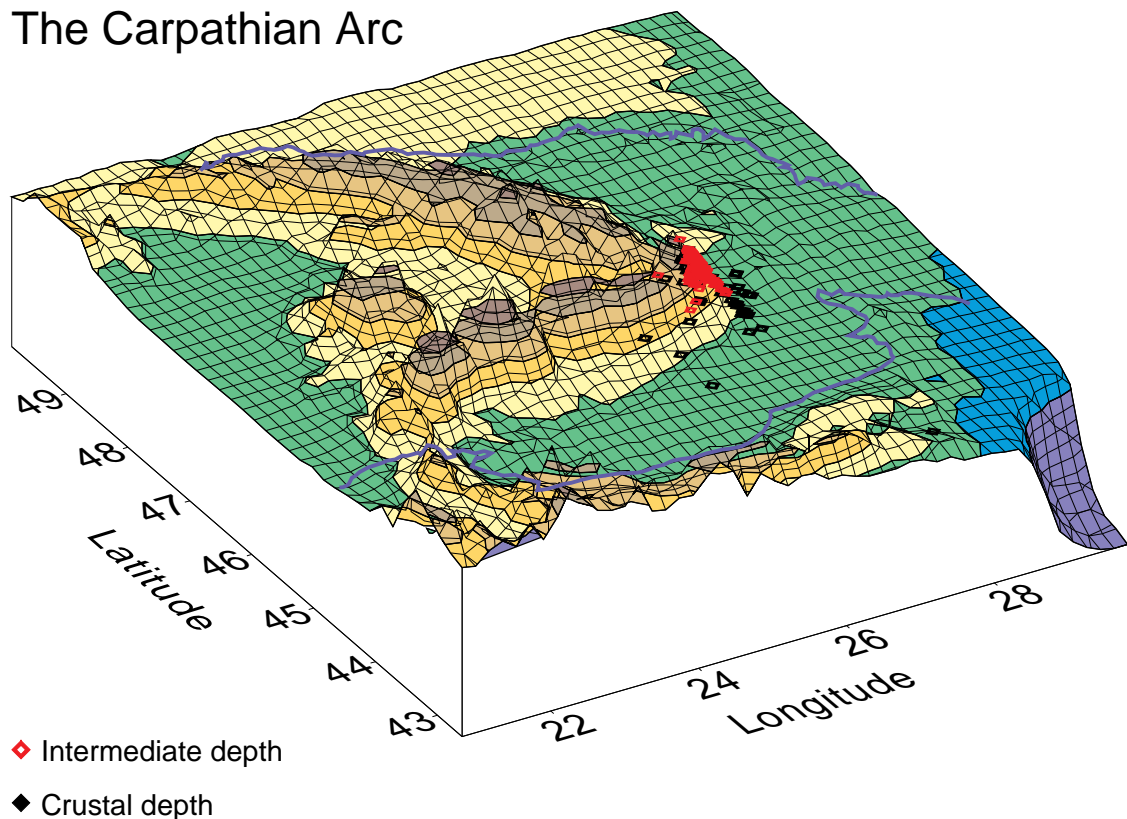 The Carpathian Arc
49
48
47
46
45
44
43
Latitude
22
24
26
28
Longitude
Intermediate depth
Crustal depth